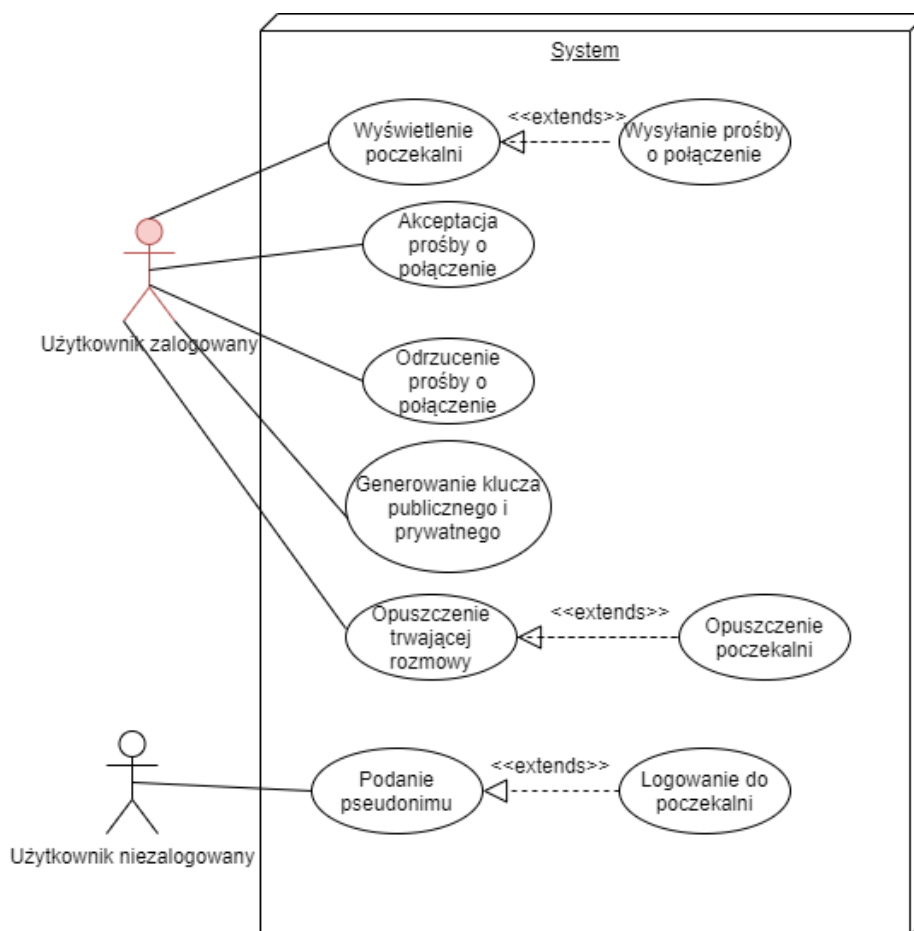 System
<<extends>>
Wyświetlenie
poczekalni
Wysyłanie prośby
o połączenie
Akceptacja
prośby o
połączenie
Użytkownik zalogowany
Odrzucenie
prośby o
połączenie
Generowanie klucza
publicznego i
prywatnego
Opuszczenie
trwającej
rozmowy
<<extends>>
Opuszczenie
poczekalni
Podanie
pseudonimu
<<extends>>
Logowanie do
poczekalni
Użytkownik niezalogowany